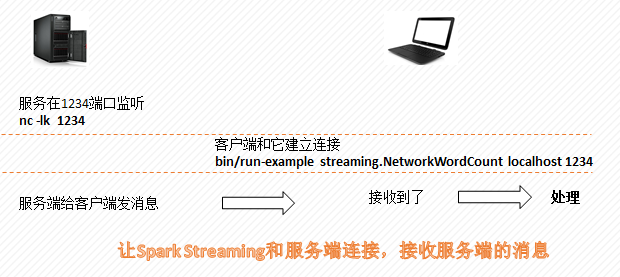 服务在1234端口监听
nc -lk 1234
客户端和它建立连接
bin/run-example streaming.NetworkWordCount localhost 1234
服务端给客户端发消息
接收到了
处理
让Spark Streaming和服务端连接，接收服务端的消息